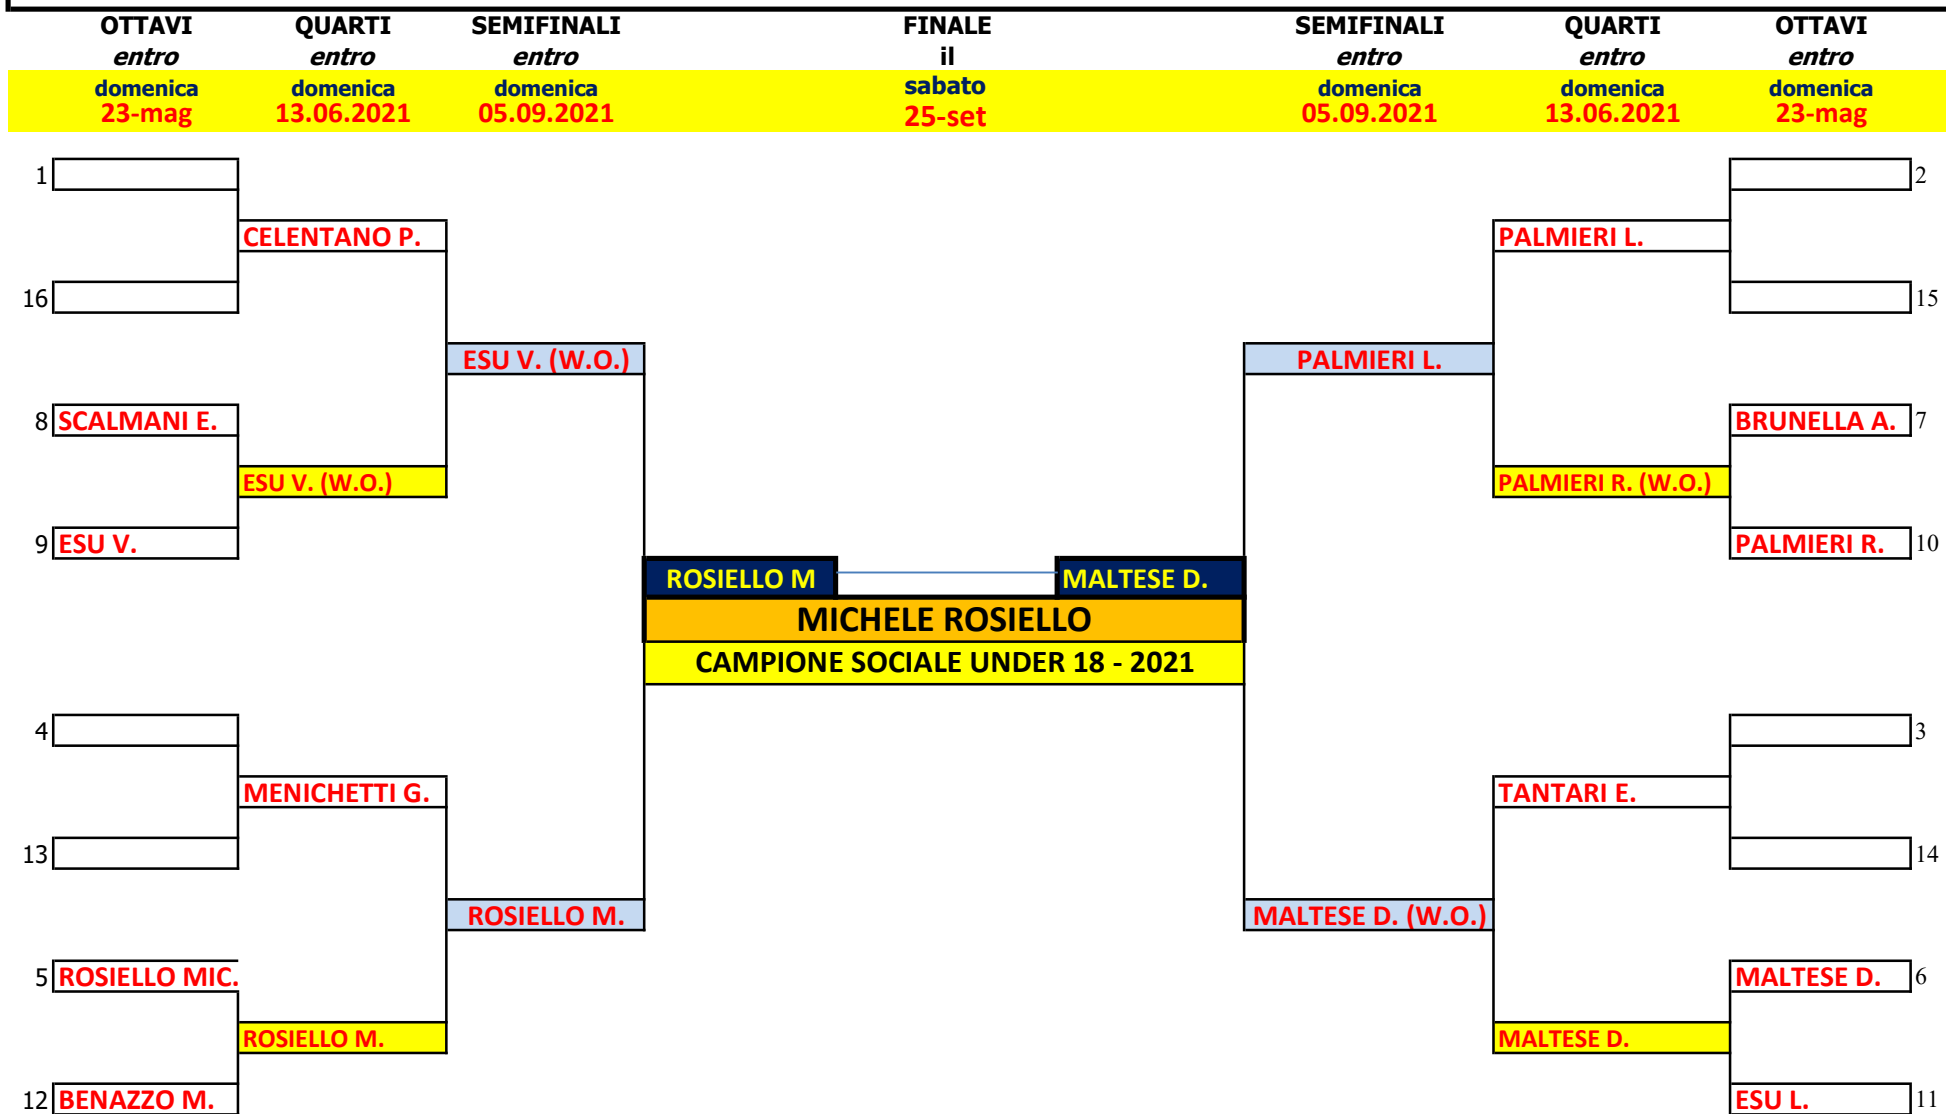 OTTAVI QUARTI SEMIFINALI FINALE SEMIFINALI QUARTI OTTAVI
entro entro entro il entro entro entro
domenica domenica domenica sabato domenica domenica domenica
23-mag 13.06.2021 05.09.2021 25-set 05.09.2021 13.06.2021 23-mag
1 2
CELENTANO P. PALMIERI L.
16 15
ESU V. (W.O.) PALMIERI L.
8 SCALMANI E. BRUNELLA A. 7
ESU V. (W.O.) PALMIERI R. (W.O.)
9 ESU V. PALMIERI R. 10
ROSIELLO M MALTESE D.
MICHELE ROSIELLO
CAMPIONE SOCIALE UNDER 18 - 2021
4 3
MENICHETTI G. TANTARI E.
13 14
ROSIELLO M. MALTESE D. (W.O.)
5 ROSIELLO MIC. MALTESE D. 6
ROSIELLO M. MALTESE D.
12 BENAZZO M. ESU L. 11